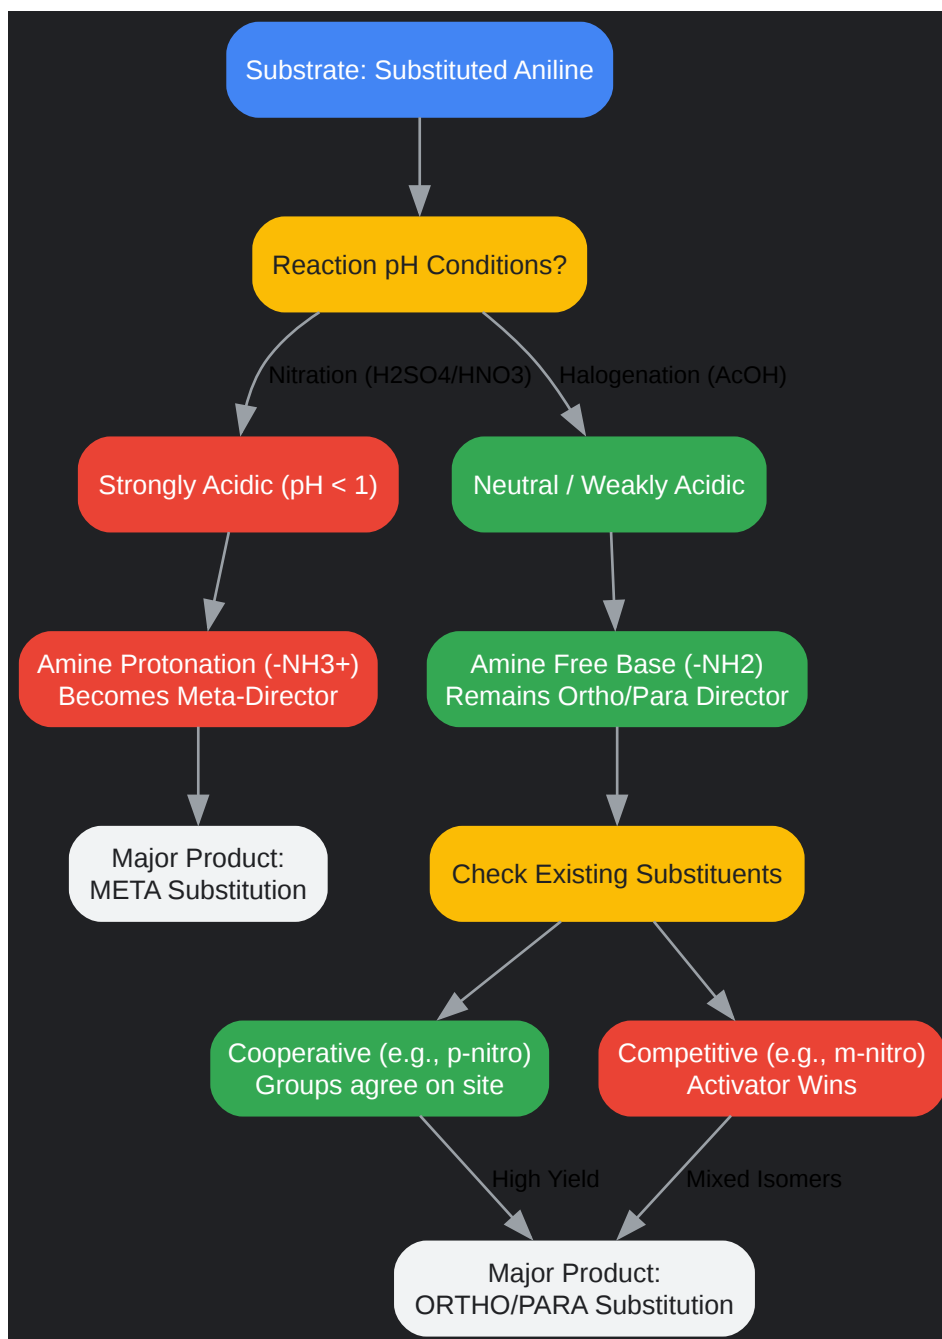 Substrate: Substituted Aniline
Reaction pH Conditions?
Nitration (H2SO4/HNO3)
Halogenation (AcOH)
Strongly Acidic (pH < 1)
Neutral / Weakly Acidic
Amine Protonation (-NH3+)
Becomes Meta-Director
Amine Free Base (-NH2)
Remains Ortho/Para Director
Major Product:
META Substitution
Check Existing Substituents
Cooperative (e.g., p-nitro)
Groups agree on site
Competitive (e.g., m-nitro)
Activator Wins
High Yield
Mixed Isomers
Major Product:
ORTHO/PARA Substitution